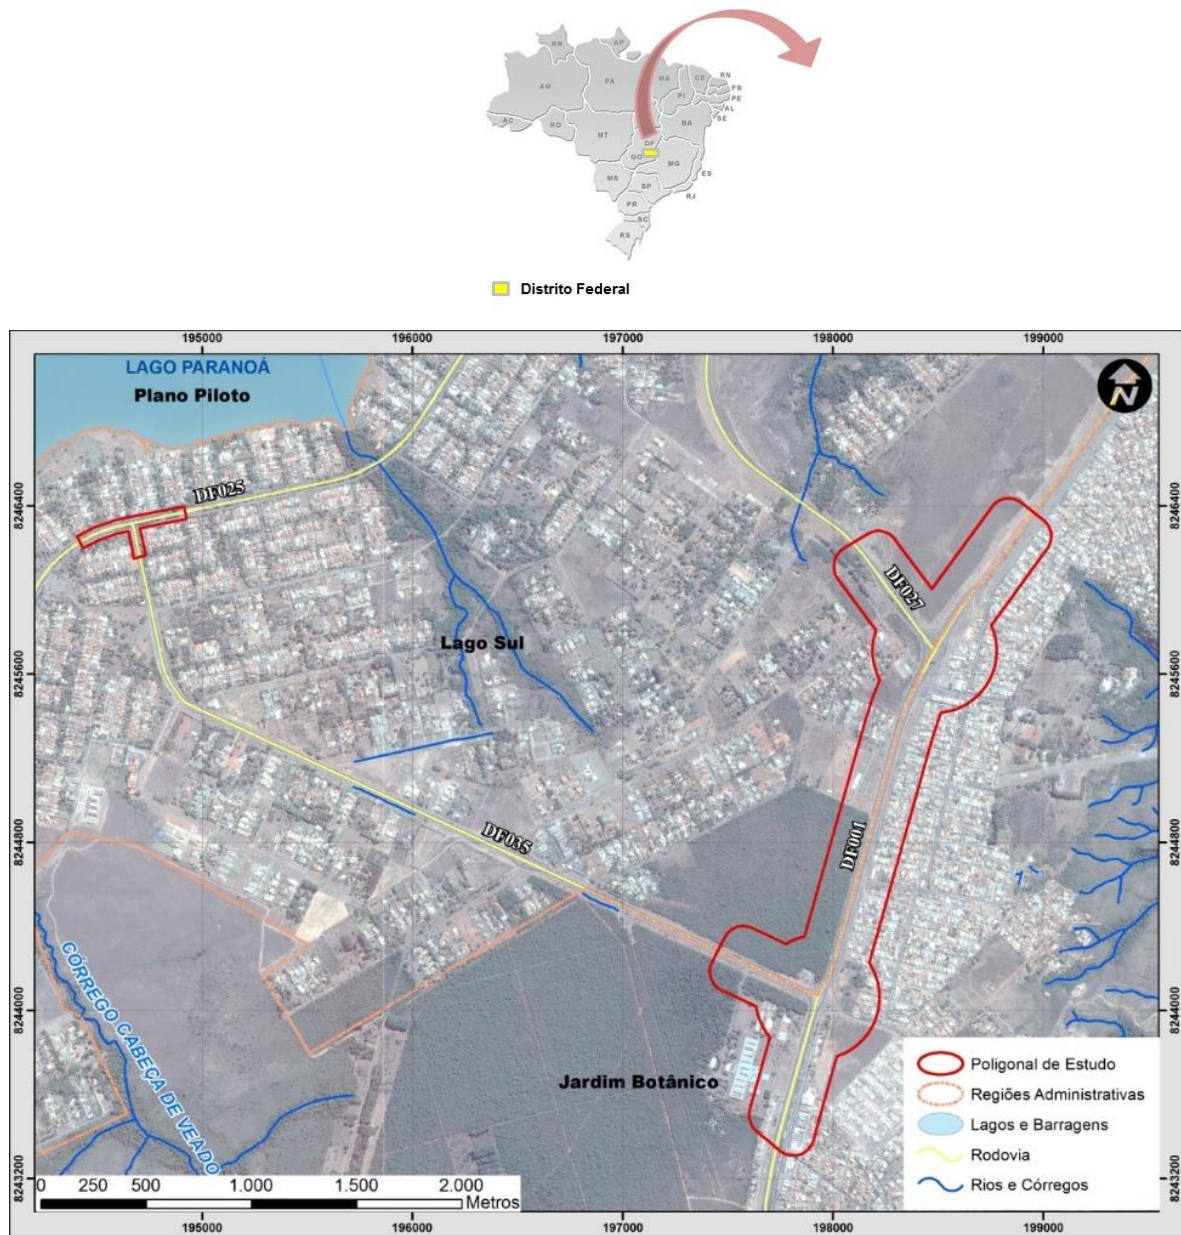 RR
AP
AM
PA
MA
CE
RN
PB
PE
AL
SE
PI
AC
RO
MT
BA
DF
GO
MG
ES
MS
SP
RJ
PR
SC
RS
Distrito Federal
195000
196000
197000
198000
199000
LAGO PARANOÁ
Plano Piloto
N
DF025
8246400
8246400
DF027
Lago Sul
8245600
8245600
DF035
DF001
8244800
8244800
CÓRREGO CABEÇA DE VEADO
8244000
8244000
Jardim Botânico
Poligonal de Estudo
Regiões Administrativas
Lagos e Barragens
Rodovia
Rios e Córregos
8243200
8243200
0 250 500 1.000 1.500 2.000
Metros
195000
196000
197000
198000
199000